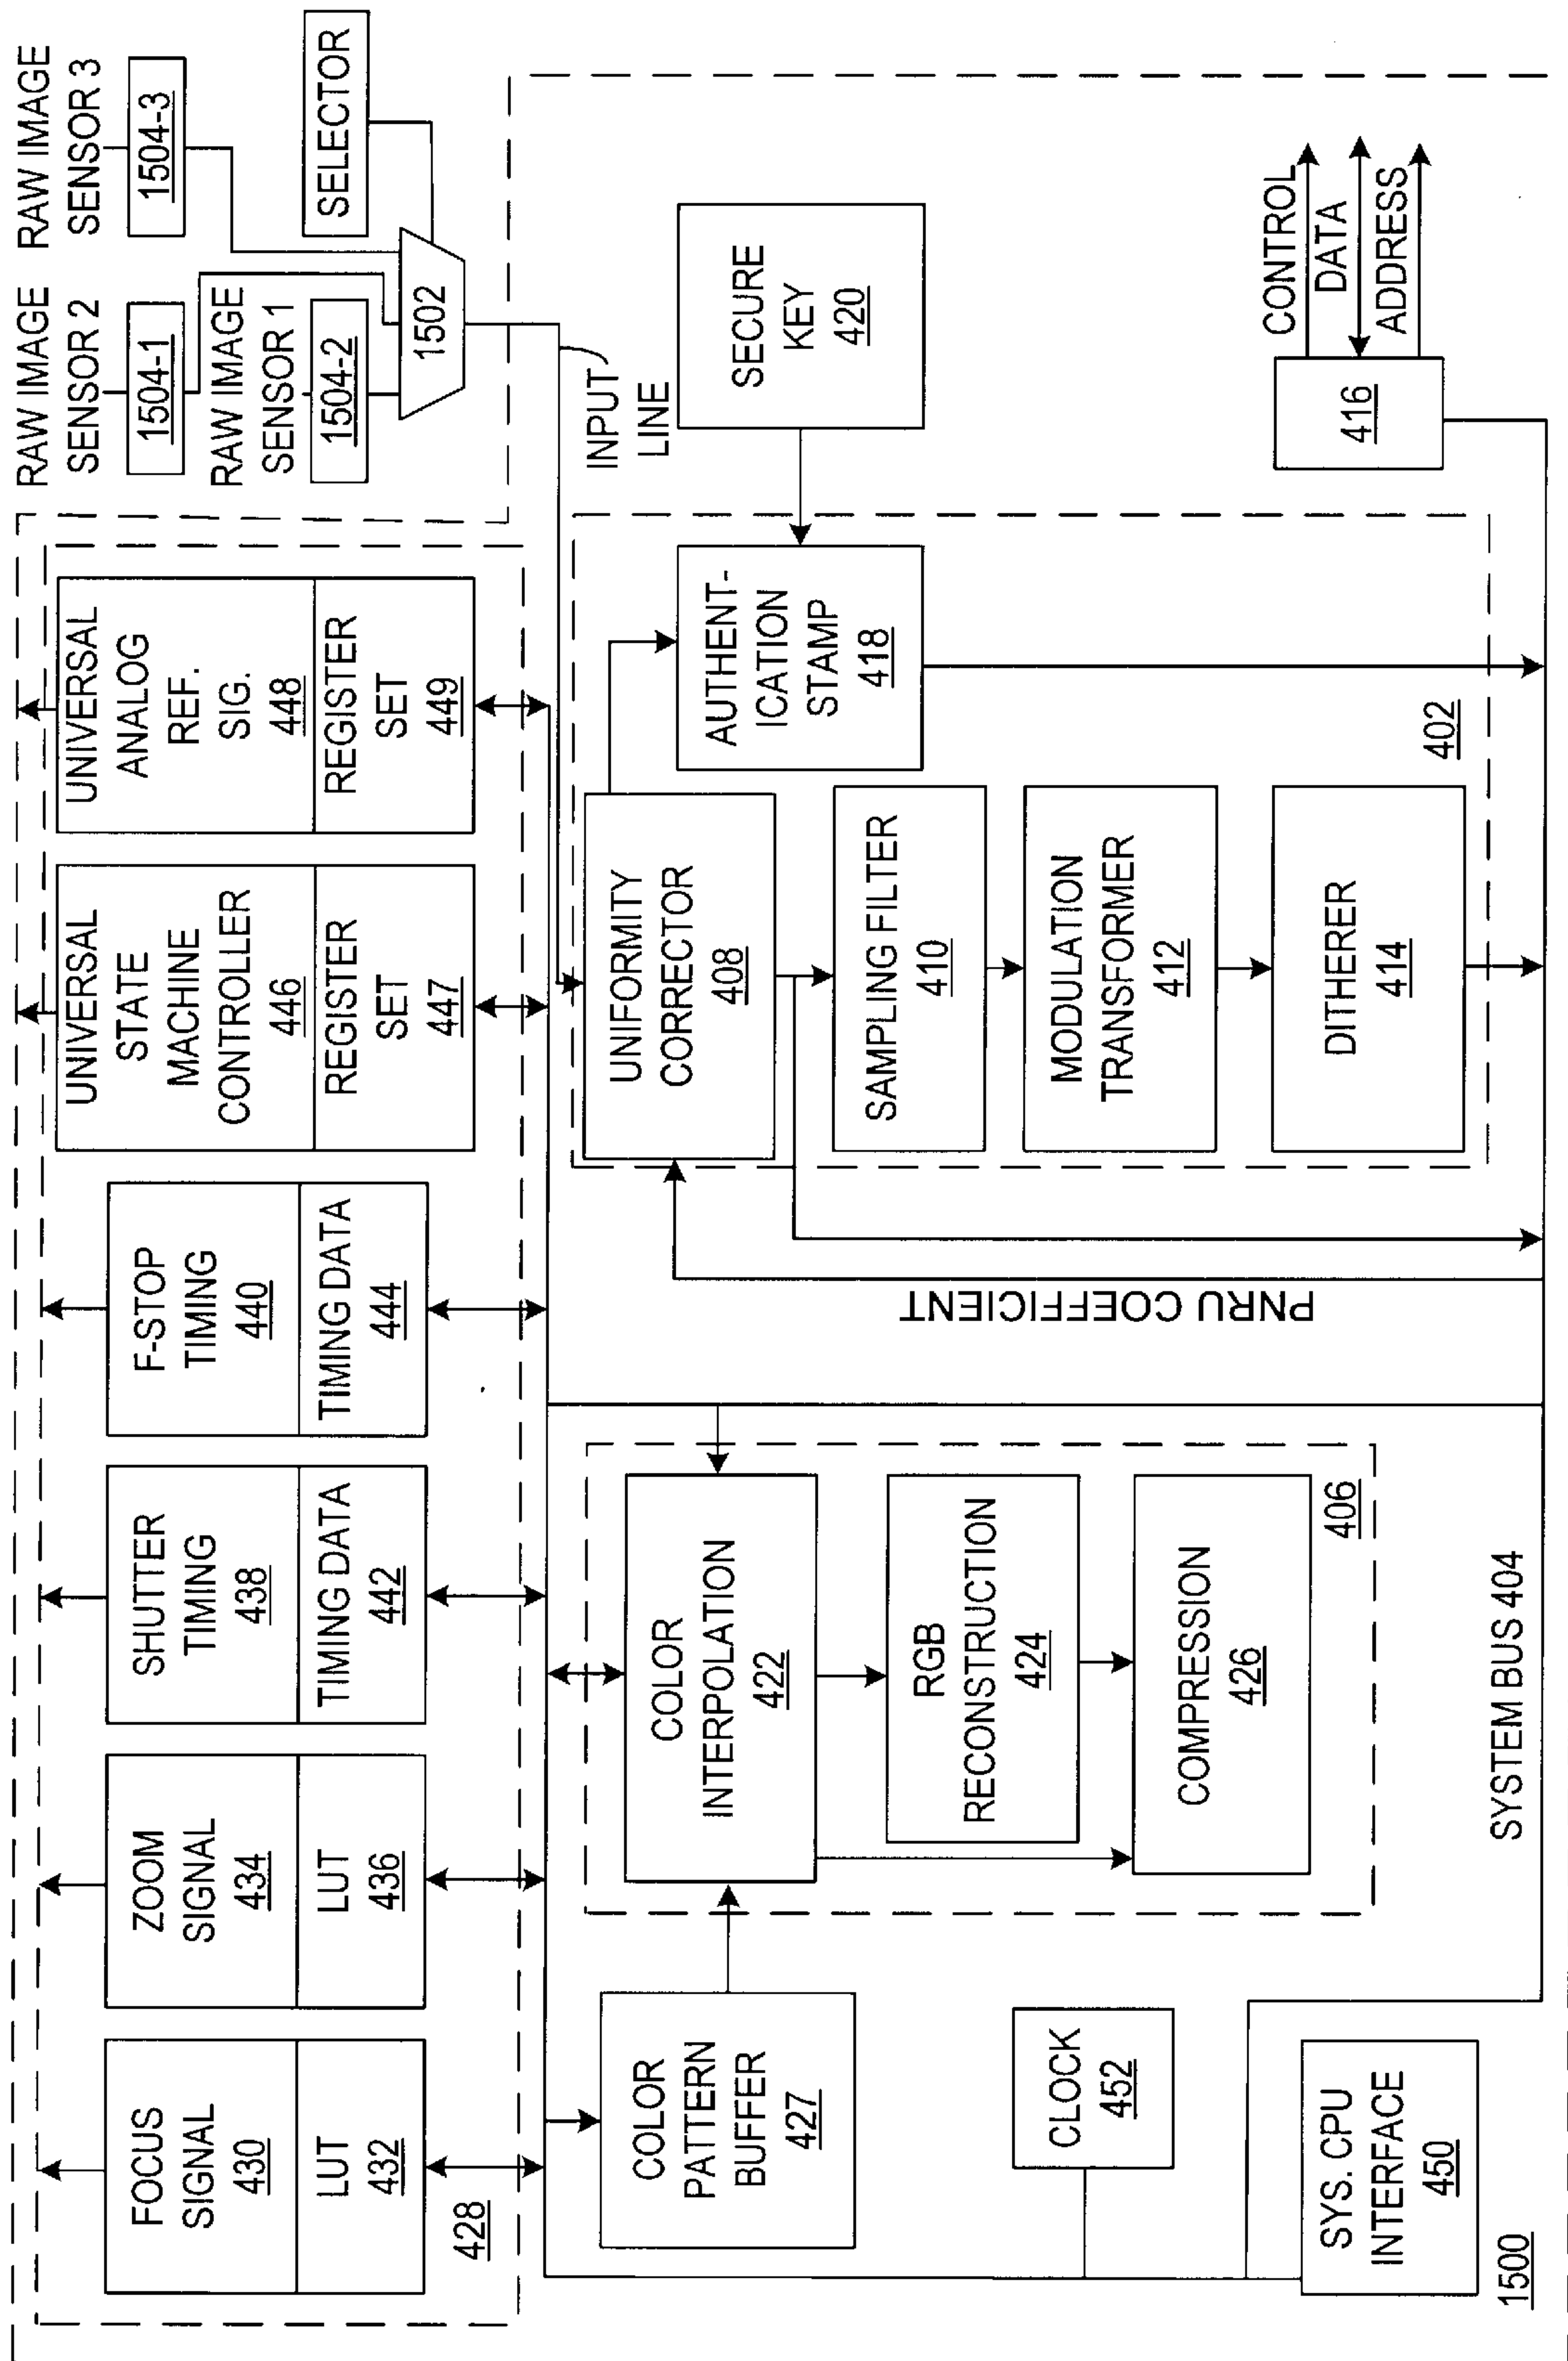 FOCUS
SIGNAL
430
LUT
432
ZOOM
SIGNAL
434
LUT
436
SHUTTER
TIMING
438
TIMING DATA
442
F-STOP
TIMING
440
TIMING DATA
444
UNIVERSAL
STATE
MACHINE
CONTROLLER
446
REGISTER
SET
447
UNIVERSAL
ANALOG
REF.
SIG.
448
REGISTER
SET
449
428
RAW IMAGE
SENSOR 2
1504-1
RAW IMAGE
SENSOR 1
1504-2
RAW IMAGE
SENSOR 3
1504-3
SELECTOR
1502
INPUT
LINE
COLOR
PATTERN
BUFFER
427
COLOR
INTERPOLATION
422
RGB
RECONSTRUCTION
424
COMPRESSION
426
406
PNRU COEFFICIENT
UNIFORMITY
CORRECTOR
408
SAMPLING FILTER
410
MODULATION
TRANSFORMER
412
DITHERER
414
AUTHENT-
ICATION
STAMP
418
402
SECURE
KEY
420
CLOCK
452
SYS. CPU
INTERFACE
450
SYSTEM BUS 404
416
CONTROL
DATA
ADDRESS
1500